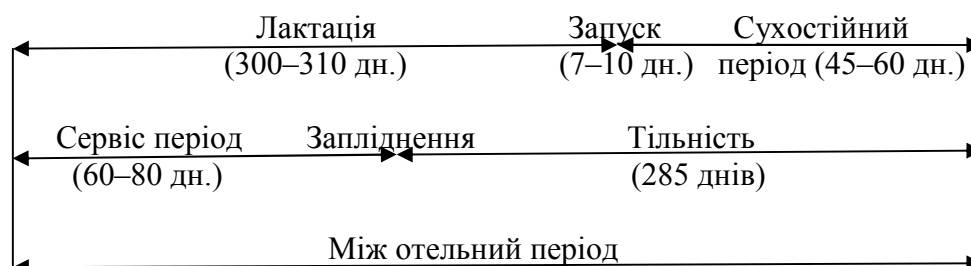 Лактація Запуск Сухостійний
(300–310 дн.) (7–10 дн.) період (45–60 дн.)
Сервіс період Запліднення Тільність
(60–80 дн.) (285 днів)
Між отельний період